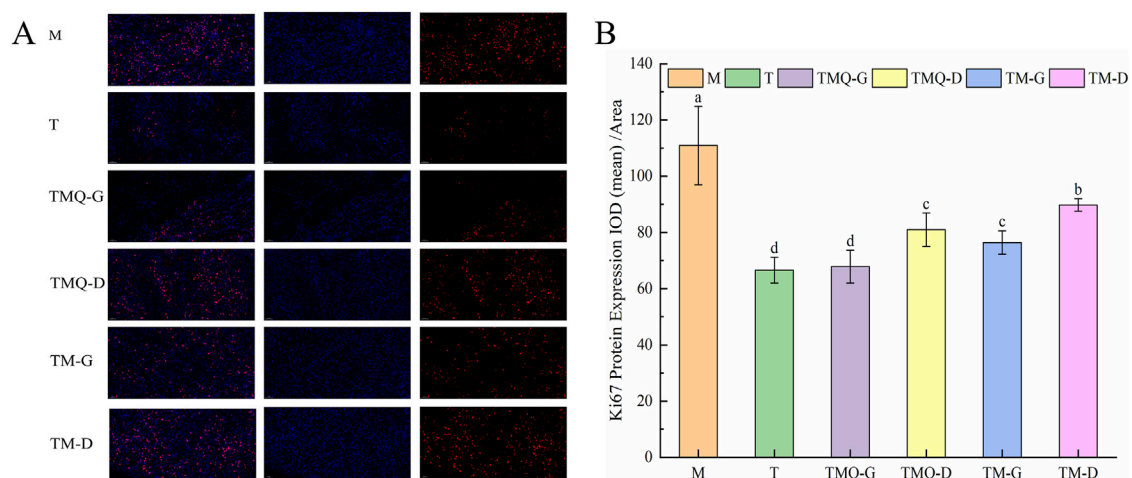 A
M
T
TMQ-G
TMQ-D
TM-G
TM-D
B
Ki67 Protein Expression IOD (mean) /Area
140
120
100
80
60
40
20
0
M T TMQ-G TMQ-D TM-G TM-D
a
d
d
c
c
b
M T TMO-G TMO-D TM-G TM-D